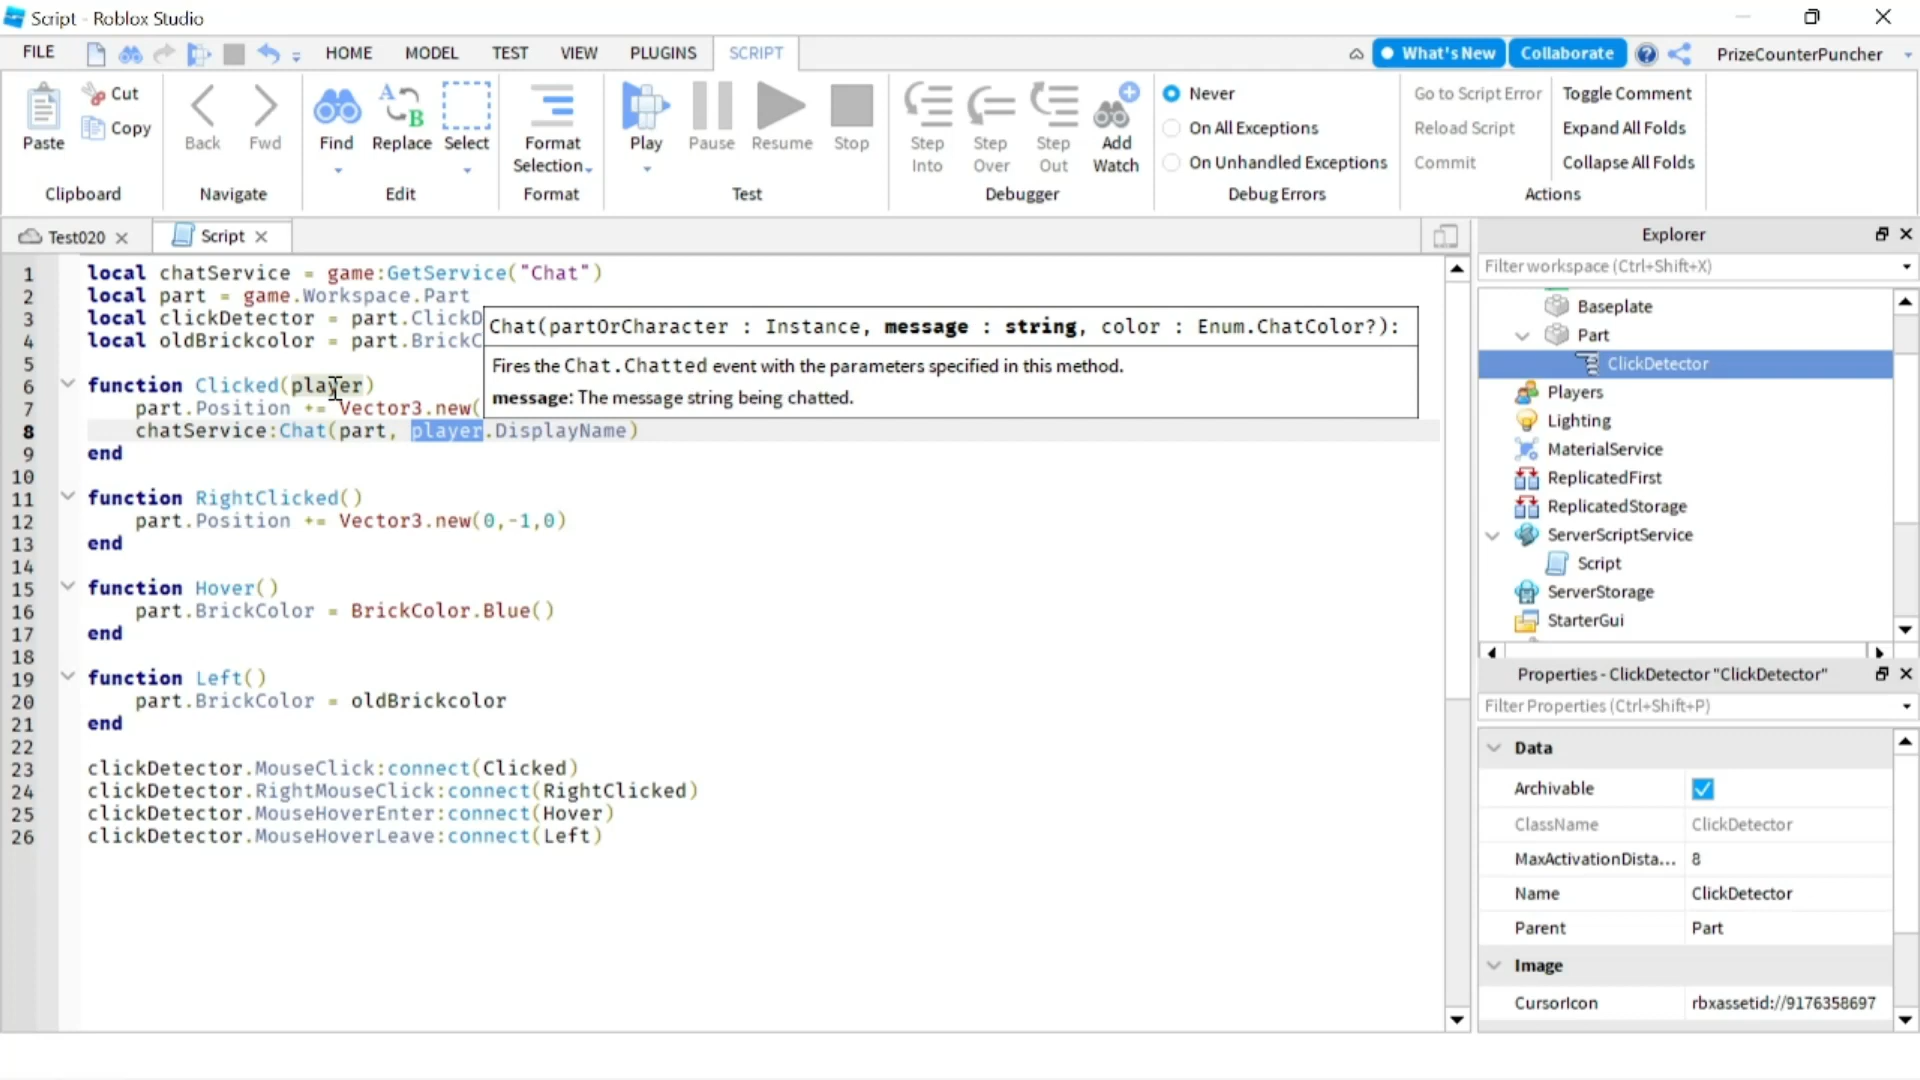 Script - Roblox Studio
FILE HOME MODEL TEST VIEW PLUGINS SCRIPT What's New Collaborate ? PrizeCounterPuncher
Paste Cut Copy
Clipboard
Back Fwd
Navigate
Find Replace Select
Edit
Format Selection
Format
Play Pause Resume Stop
Test
Step Into Step Over Step Out Add Watch
Debugger
Never
On All Exceptions
On Unhandled Exceptions
Debug Errors
Go to Script Error Toggle Comment
Reload Script Expand All Folds
Commit Collapse All Folds
Actions
Test020 Script
1 local chatService = game:GetService("Chat")
2 local part = game.Workspace.Part
3 local clickDetector = part.ClickD
4 local oldBrickcolor = part.BrickC
5
6 function Clicked(player)
7 part.Position += Vector3.new(
8 chatService:Chat(part, player.DisplayName)
9 end
10
11 function RightClicked()
12 part.Position += Vector3.new(0,-1,0)
13 end
14
15 function Hover()
16 part.BrickColor = BrickColor.Blue()
17 end
18
19 function Left()
20 part.BrickColor = oldBrickcolor
21 end
22
23 clickDetector.MouseClick:connect(Clicked)
24 clickDetector.RightMouseClick:connect(RightClicked)
25 clickDetector.MouseHoverEnter:connect(Hover)
26 clickDetector.MouseHoverLeave:connect(Left)
Chat(partOrCharacter : Instance, message : string, color : Enum.ChatColor?):
Fires the Chat.Chatted event with the parameters specified in this method.
message: The message string being chatted.
Explorer
Filter workspace (Ctrl+Shift+X)
Baseplate
Part
ClickDetector
Players
Lighting
MaterialService
ReplicatedFirst
ReplicatedStorage
ServerScriptService
Script
ServerStorage
StarterGui
Properties - ClickDetector "ClickDetector"
Filter Properties (Ctrl+Shift+P)
Data
Archivable
ClassName ClickDetector
MaxActivationDista... 8
Name ClickDetector
Parent Part
Image
CursorIcon rbxassetid://9176358697